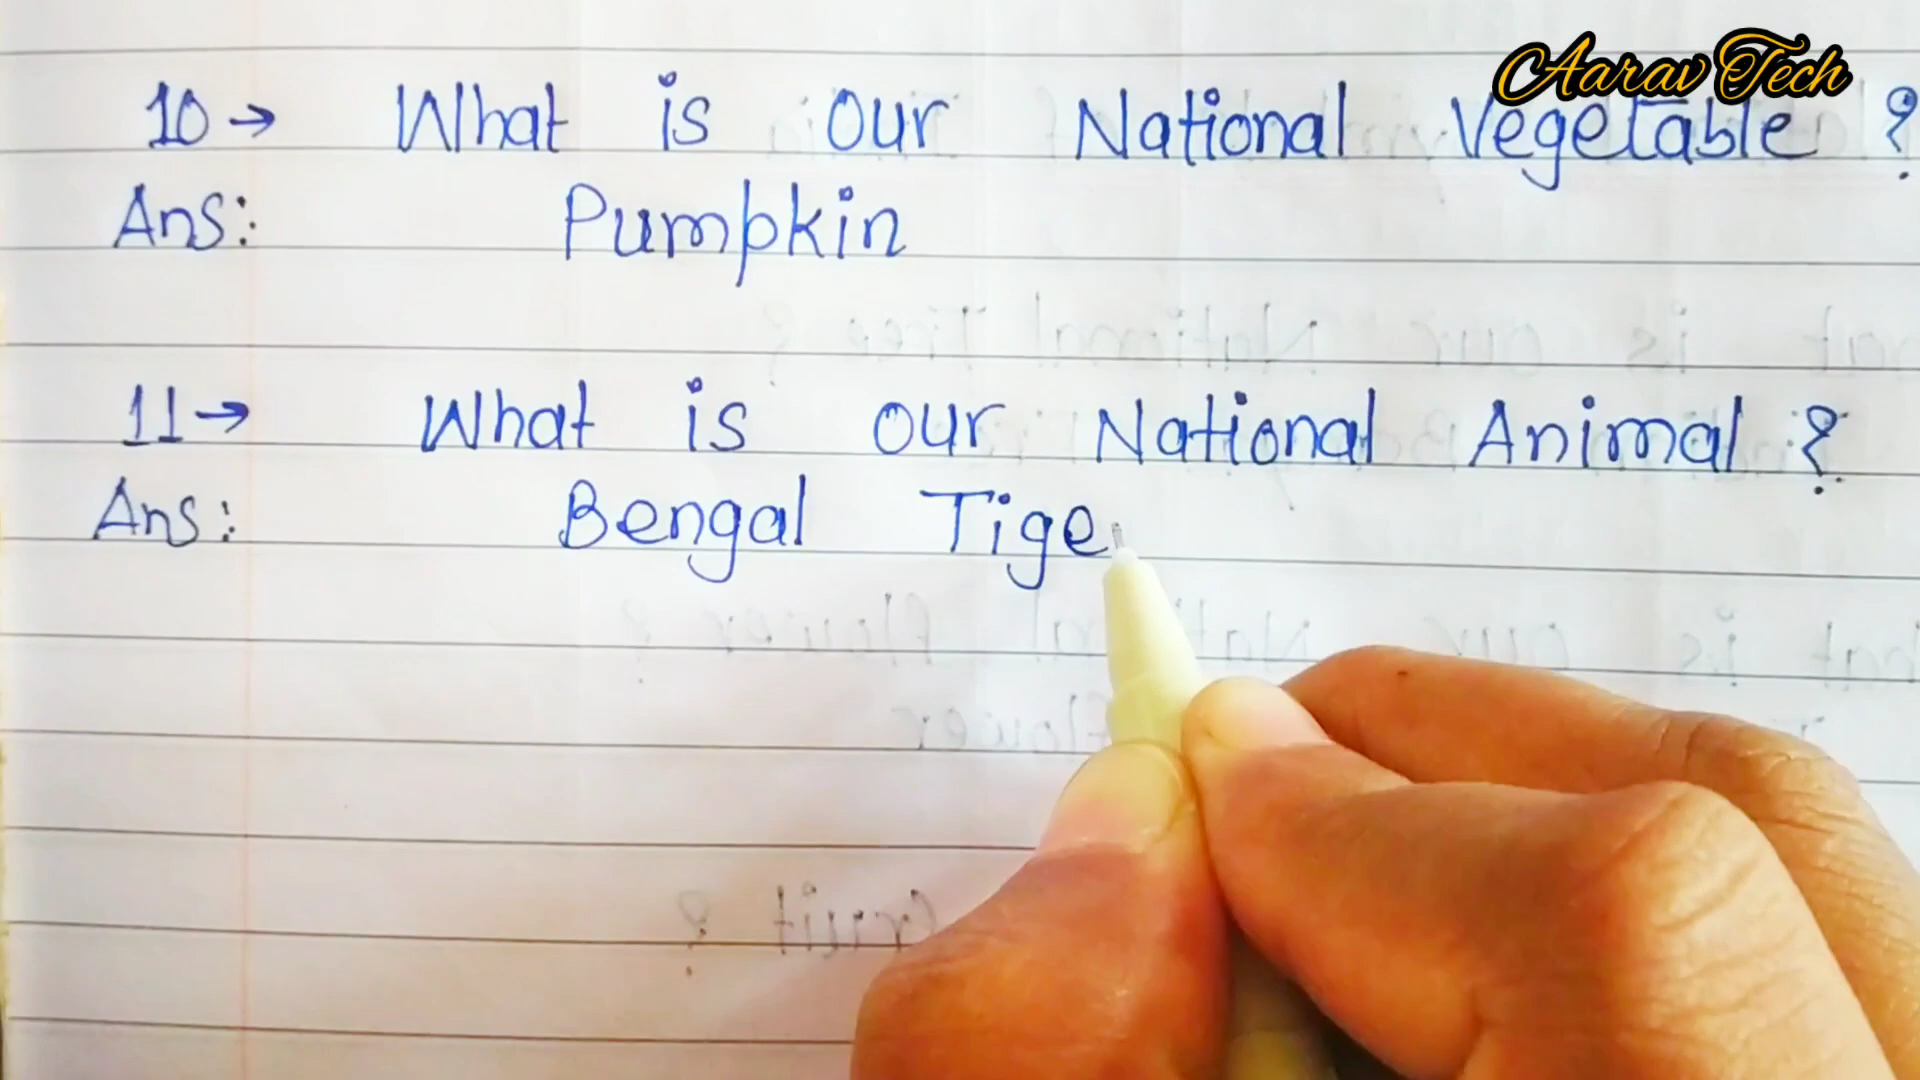 Aarav Tech
10→ What is Our National Vegetable ?
Ans: Pumpkin
11→ What is our National Animal ?
Ans: Bengal Tige